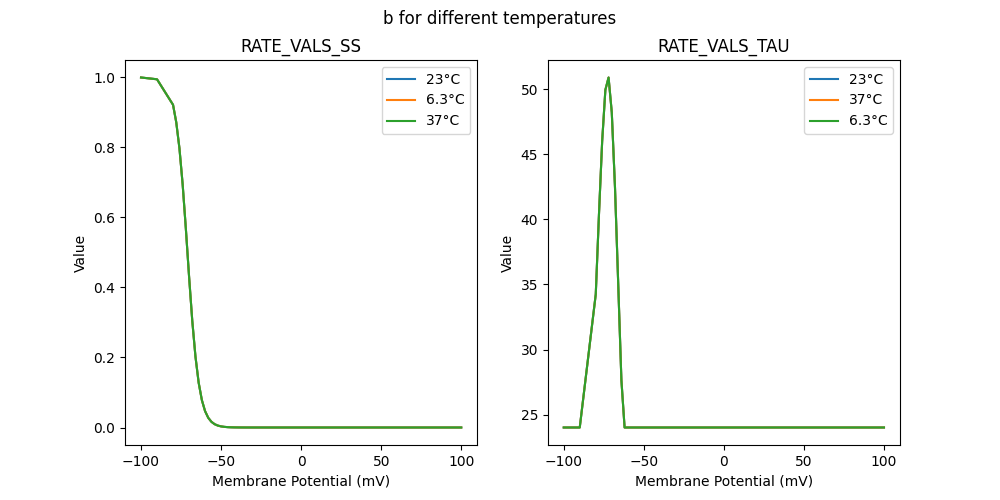 b for different temperatures
RATE_VALS_SS
1.0
0.8
0.6
0.4
0.2
0.0
Value
−100
−50
0
50
100
Membrane Potential (mV)
23°C
6.3°C
37°C
RATE_VALS_TAU
50
45
40
35
30
25
Value
−100
−50
0
50
100
Membrane Potential (mV)
23°C
37°C
6.3°C